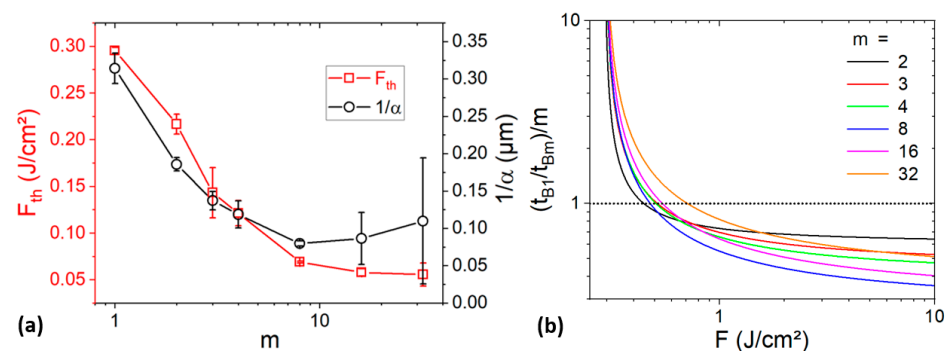 0.30
0.25
0.20
0.15
0.10
0.05
F_th (J/cm²)
0.35
0.30
0.25
0.20
0.15
0.10
0.05
0.00
1/α (µm)
F_th
1/α
1
10
m
(a)
10
1
(t_B1/t_Bm)/m
m =
2
3
4
8
16
32
1
10
F (J/cm²)
(b)